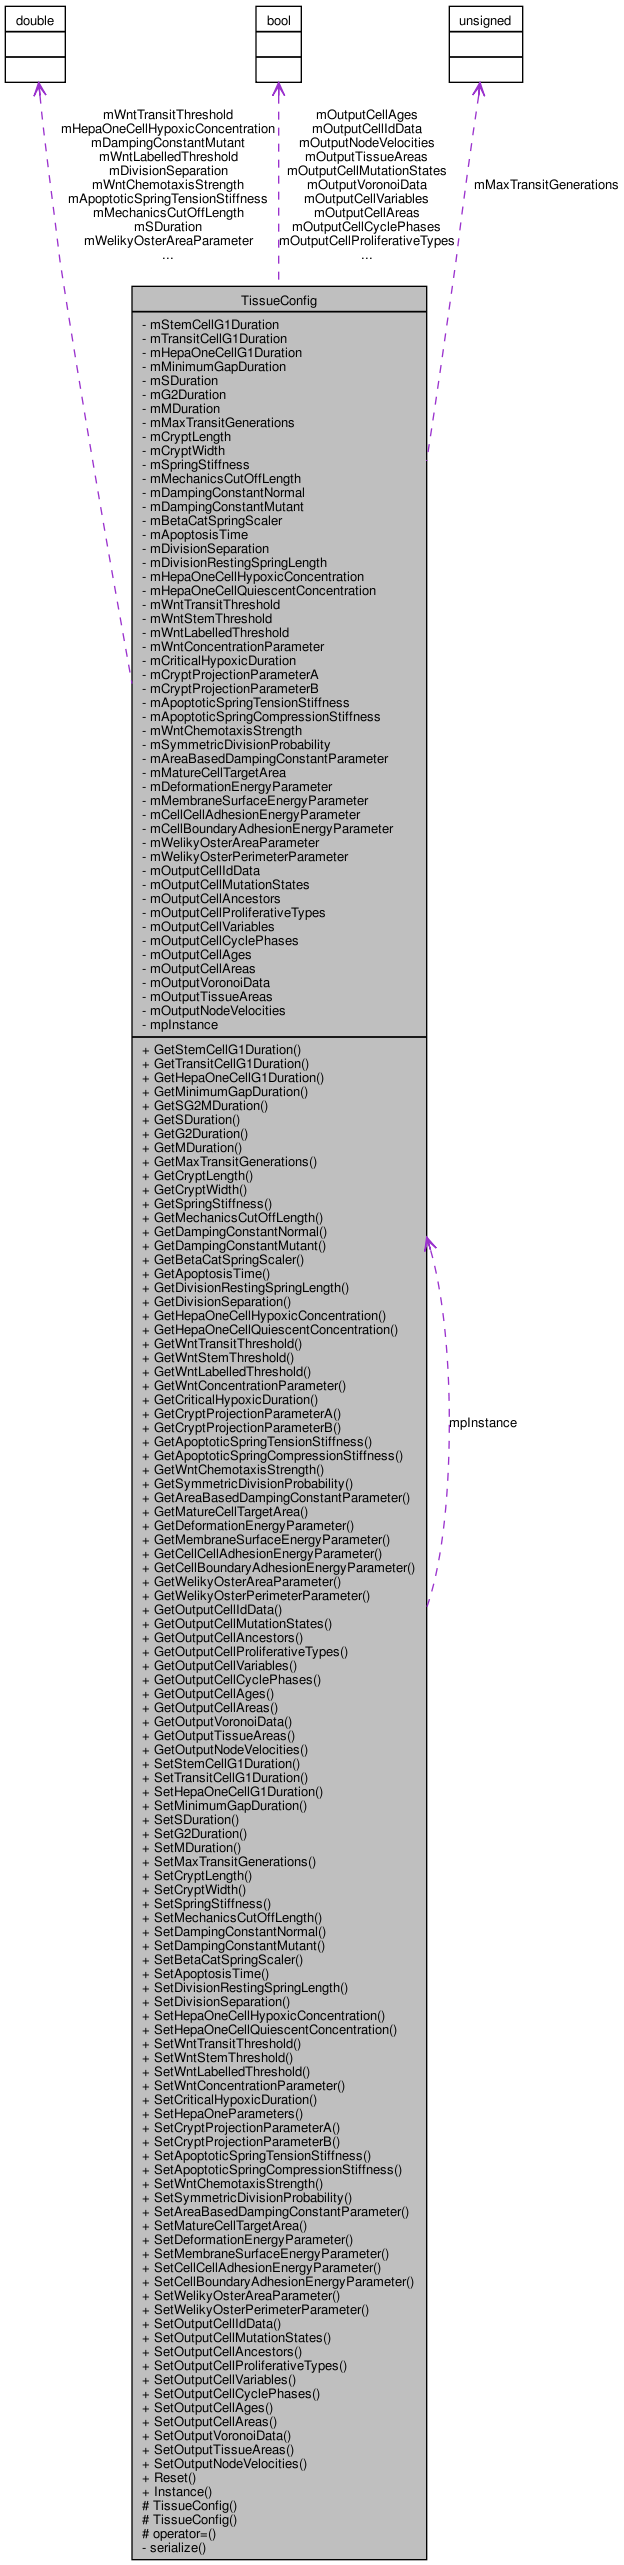 double
bool
unsigned
mWntTransitThreshold
mHepaOneCellHypoxicConcentration
mDampingConstantMutant
mWntLabelledThreshold
mDivisionSeparation
mWntChemotaxisStrength
mApoptoticSpringTensionStiffness
mMechanicsCutOffLength
mSDuration
mWelikyOsterAreaParameter
...
mOutputCellAges
mOutputCellIdData
mOutputNodeVelocities
mOutputTissueAreas
mOutputCellMutationStates
mOutputVoronoiData
mOutputCellVariables
mOutputCellAreas
mOutputCellCyclePhases
mOutputCellProliferativeTypes
...
mMaxTransitGenerations
TissueConfig
- mStemCellG1Duration
- mTransitCellG1Duration
- mHepaOneCellG1Duration
- mMinimumGapDuration
- mSDuration
- mG2Duration
- mMDuration
- mMaxTransitGenerations
- mCryptLength
- mCryptWidth
- mSpringStiffness
- mMechanicsCutOffLength
- mDampingConstantNormal
- mDampingConstantMutant
- mBetaCatSpringScaler
- mApoptosisTime
- mDivisionSeparation
- mDivisionRestingSpringLength
- mHepaOneCellHypoxicConcentration
- mHepaOneCellQuiescentConcentration
- mWntTransitThreshold
- mWntStemThreshold
- mWntLabelledThreshold
- mWntConcentrationParameter
- mCriticalHypoxicDuration
- mCryptProjectionParameterA
- mCryptProjectionParameterB
- mApoptoticSpringTensionStiffness
- mApoptoticSpringCompressionStiffness
- mWntChemotaxisStrength
- mSymmetricDivisionProbability
- mAreaBasedDampingConstantParameter
- mMatureCellTargetArea
- mDeformationEnergyParameter
- mMembraneSurfaceEnergyParameter
- mCellCellAdhesionEnergyParameter
- mCellBoundaryAdhesionEnergyParameter
- mWelikyOsterAreaParameter
- mWelikyOsterPerimeterParameter
- mOutputCellIdData
- mOutputCellMutationStates
- mOutputCellAncestors
- mOutputCellProliferativeTypes
- mOutputCellVariables
- mOutputCellCyclePhases
- mOutputCellAges
- mOutputCellAreas
- mOutputVoronoiData
- mOutputTissueAreas
- mOutputNodeVelocities
- mpInstance
+ GetStemCellG1Duration()
+ GetTransitCellG1Duration()
+ GetHepaOneCellG1Duration()
+ GetMinimumGapDuration()
+ GetSG2MDuration()
+ GetSDuration()
+ GetG2Duration()
+ GetMDuration()
+ GetMaxTransitGenerations()
+ GetCryptLength()
+ GetCryptWidth()
+ GetSpringStiffness()
+ GetMechanicsCutOffLength()
+ GetDampingConstantNormal()
+ GetDampingConstantMutant()
+ GetBetaCatSpringScaler()
+ GetApoptosisTime()
+ GetDivisionRestingSpringLength()
+ GetDivisionSeparation()
+ GetHepaOneCellHypoxicConcentration()
+ GetHepaOneCellQuiescentConcentration()
+ GetWntTransitThreshold()
+ GetWntStemThreshold()
+ GetWntLabelledThreshold()
+ GetWntConcentrationParameter()
+ GetCriticalHypoxicDuration()
+ GetCryptProjectionParameterA()
+ GetCryptProjectionParameterB()
+ GetApoptoticSpringTensionStiffness()
+ GetApoptoticSpringCompressionStiffness()
+ GetWntChemotaxisStrength()
+ GetSymmetricDivisionProbability()
+ GetAreaBasedDampingConstantParameter()
+ GetMatureCellTargetArea()
+ GetDeformationEnergyParameter()
+ GetMembraneSurfaceEnergyParameter()
+ GetCellCellAdhesionEnergyParameter()
+ GetCellBoundaryAdhesionEnergyParameter()
+ GetWelikyOsterAreaParameter()
+ GetWelikyOsterPerimeterParameter()
+ GetOutputCellIdData()
+ GetOutputCellMutationStates()
+ GetOutputCellAncestors()
+ GetOutputCellProliferativeTypes()
+ GetOutputCellVariables()
+ GetOutputCellCyclePhases()
+ GetOutputCellAges()
+ GetOutputCellAreas()
+ GetOutputVoronoiData()
+ GetOutputTissueAreas()
+ GetOutputNodeVelocities()
+ SetStemCellG1Duration()
+ SetTransitCellG1Duration()
+ SetHepaOneCellG1Duration()
+ SetMinimumGapDuration()
+ SetSDuration()
+ SetG2Duration()
+ SetMDuration()
+ SetMaxTransitGenerations()
+ SetCryptLength()
+ SetCryptWidth()
+ SetSpringStiffness()
+ SetMechanicsCutOffLength()
+ SetDampingConstantNormal()
+ SetDampingConstantMutant()
+ SetBetaCatSpringScaler()
+ SetApoptosisTime()
+ SetDivisionRestingSpringLength()
+ SetDivisionSeparation()
+ SetHepaOneCellHypoxicConcentration()
+ SetHepaOneCellQuiescentConcentration()
+ SetWntTransitThreshold()
+ SetWntStemThreshold()
+ SetWntLabelledThreshold()
+ SetWntConcentrationParameter()
+ SetCriticalHypoxicDuration()
+ SetHepaOneParameters()
+ SetCryptProjectionParameterA()
+ SetCryptProjectionParameterB()
+ SetApoptoticSpringTensionStiffness()
+ SetApoptoticSpringCompressionStiffness()
+ SetWntChemotaxisStrength()
+ SetSymmetricDivisionProbability()
+ SetAreaBasedDampingConstantParameter()
+ SetMatureCellTargetArea()
+ SetDeformationEnergyParameter()
+ SetMembraneSurfaceEnergyParameter()
+ SetCellCellAdhesionEnergyParameter()
+ SetCellBoundaryAdhesionEnergyParameter()
+ SetWelikyOsterAreaParameter()
+ SetWelikyOsterPerimeterParameter()
+ SetOutputCellIdData()
+ SetOutputCellMutationStates()
+ SetOutputCellAncestors()
+ SetOutputCellProliferativeTypes()
+ SetOutputCellVariables()
+ SetOutputCellCyclePhases()
+ SetOutputCellAges()
+ SetOutputCellAreas()
+ SetOutputVoronoiData()
+ SetOutputTissueAreas()
+ SetOutputNodeVelocities()
+ Reset()
+ Instance()
# TissueConfig()
# TissueConfig()
# operator=()
- serialize()
mpInstance